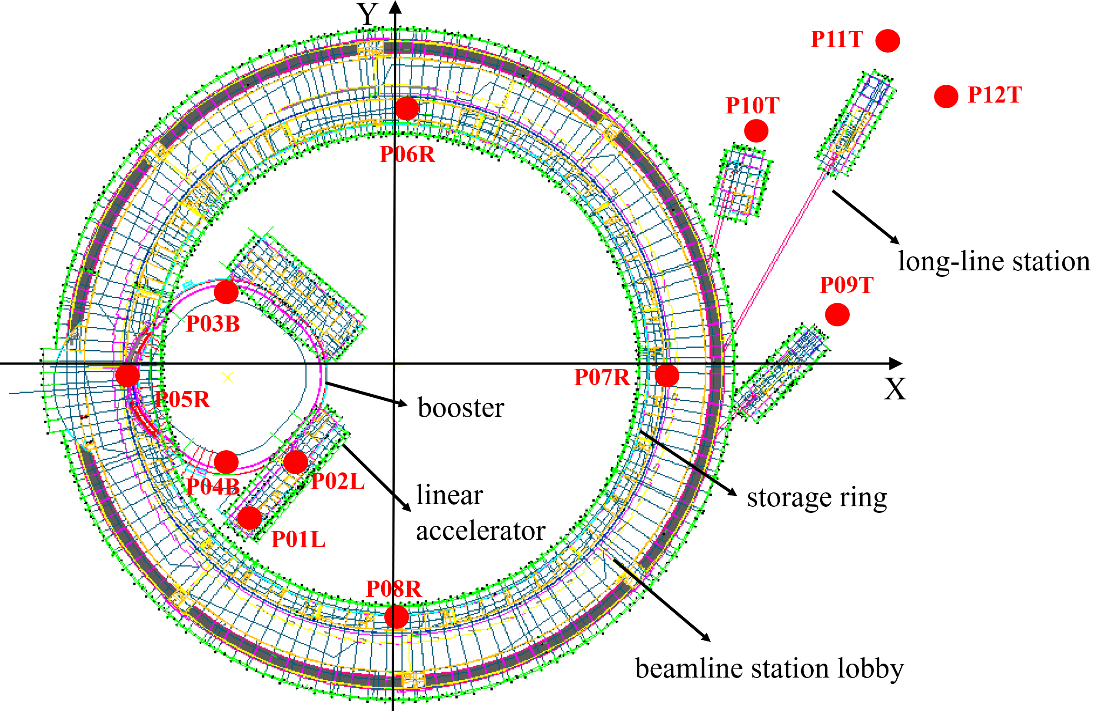 Y
P11T
P12T
P10T
P06R
long-line station
P09T
P03B
P07R
X
P05R
booster
P04B
P02L
linear
accelerator
storage ring
P01L
P08R
beamline station lobby